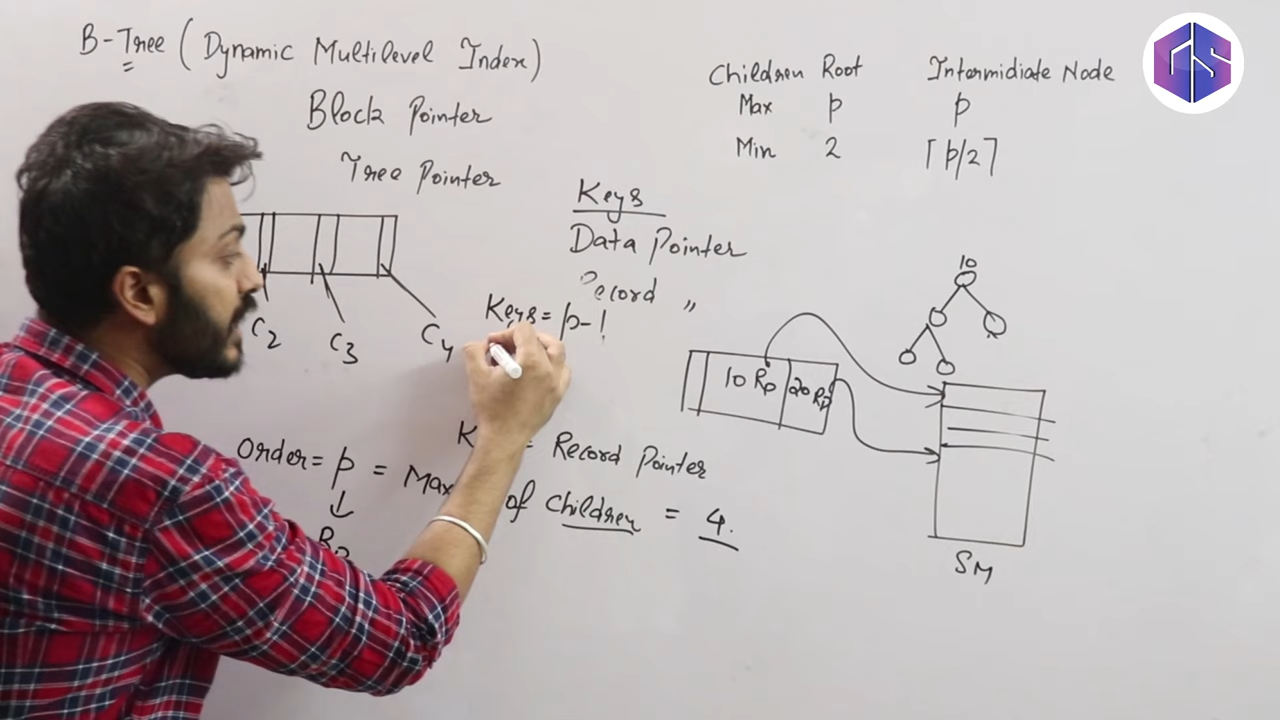 B-Tree (Dynamic Multilevel Index)
Block Pointer
Tree Pointer
Children Root Intermidiate Node
Max p p
Min 2 ⌈p/2⌉
Keys
Data Pointer
Record "
Keys = p-1
C2 C3 C4
10
10 Rp 20 Rp
SM
= Record Pointer
Order = p = Max of Children = 4.
GS